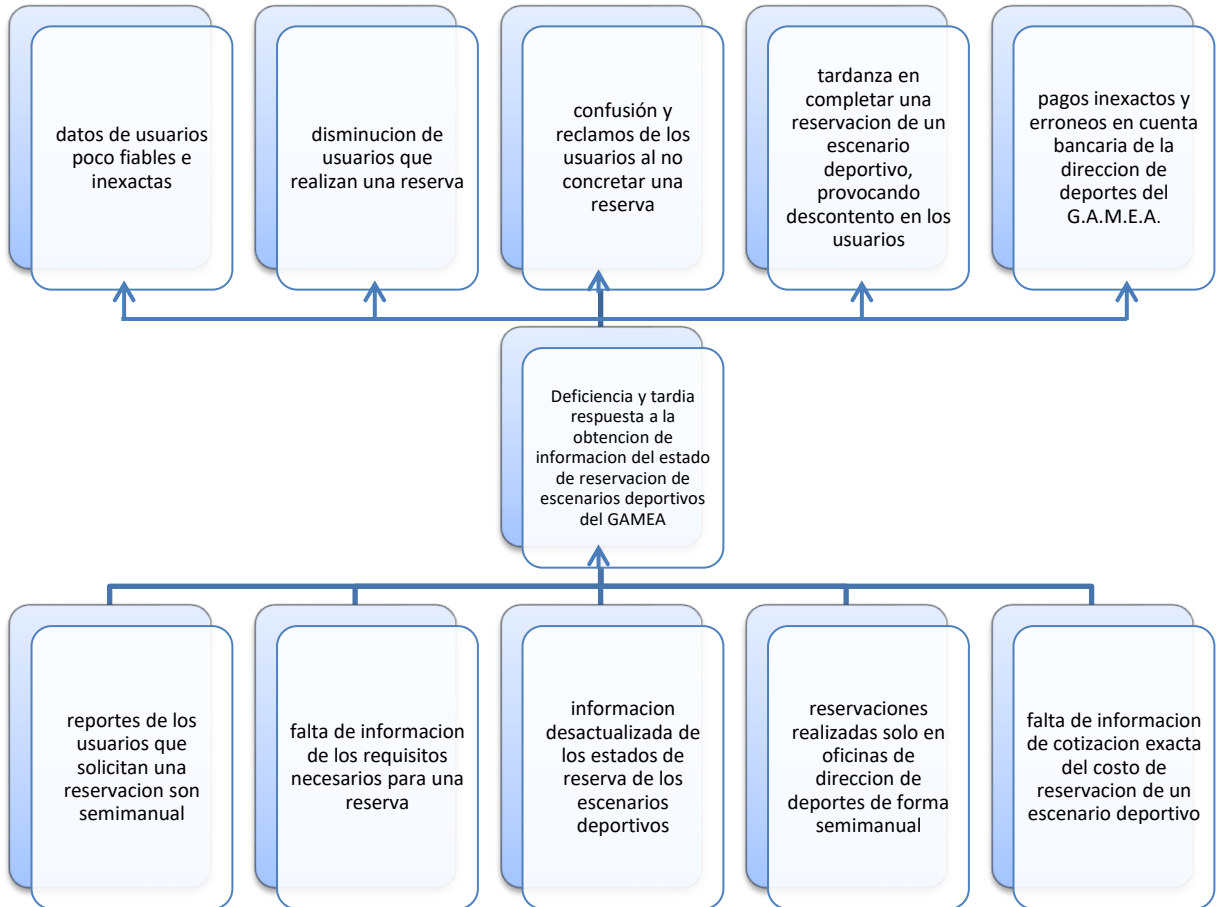 datos de usuarios
poco fiables e
inexactas
disminucion de
usuarios que
realizan una reserva
confusión y
reclamos de los
usuarios al no
concretar una
reserva
tardanza en
completar una
reservacion de un
escenario
deportivo,
provocando
descontento en los
usuarios
pagos inexactos y
erroneos en cuenta
bancaria de la
direccion de
deportes del
G.A.M.E.A.
Deficiencia y tardia
respuesta a la
obtencion de
informacion del estado
de reservacion de
escenarios deportivos
del GAMEA
reportes de los
usuarios que
solicitan una
reservacion son
semimanual
falta de informacion
de los requisitos
necesarios para una
reserva
informacion
desactualizada de
los estados de
reserva de los
escenarios
deportivos
reservaciones
realizadas solo en
oficinas de
direccion de
deportes de forma
semimanual
falta de informacion
de cotizacion exacta
del costo de
reservacion de un
escenario deportivo